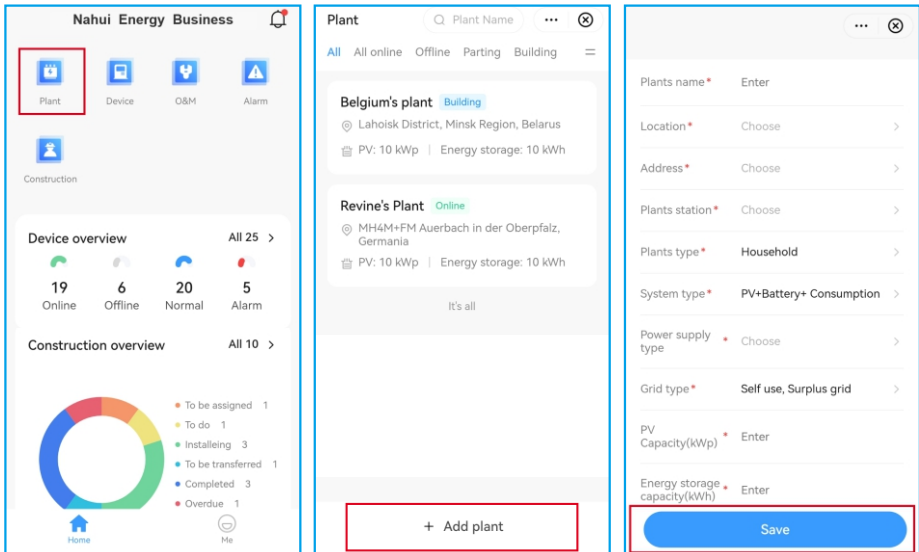 Nahui Energy Business
Plant
Device
O&M
Alarm
Construction
Device overview
All 25 >
19
6
20
5
Online
Offline
Normal
Alarm
Construction overview
All 10 >
To be assigned 1
To do 1
Installeing 3
To be transferred 1
Completed 3
Overdue 1
Home
Me
Plant
Plant Name
All
All online
Offline
Parting
Building
Belgium's plant
Building
Lahoisk District, Minsk Region, Belarus
PV: 10 kWp | Energy storage: 10 kWh
Revine's Plant
Online
MH4M+FM Auerbach in der Oberpfalz,
Germania
PV: 10 kWp | Energy storage: 10 kWh
It's all
+ Add plant
Plants name* Enter
Location* Choose >
Address* Choose >
Plants station* Choose >
Plants type* Household
System type* PV+Battery+ Consumption >
Power supply
type * Choose >
Grid type* Self use, Surplus grid >
PV
Capacity(kWp) * Enter
Energy storage
capacity(kWh) * Enter
Save